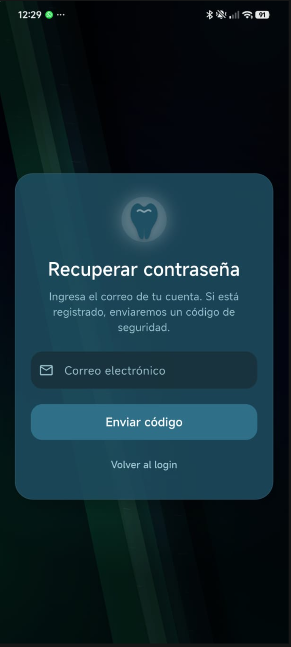 12:29
91
Recuperar contraseña
Ingresa el correo de tu cuenta. Si está
registrado, enviaremos un código de
seguridad.
Correo electrónico
Enviar código
Volver al login